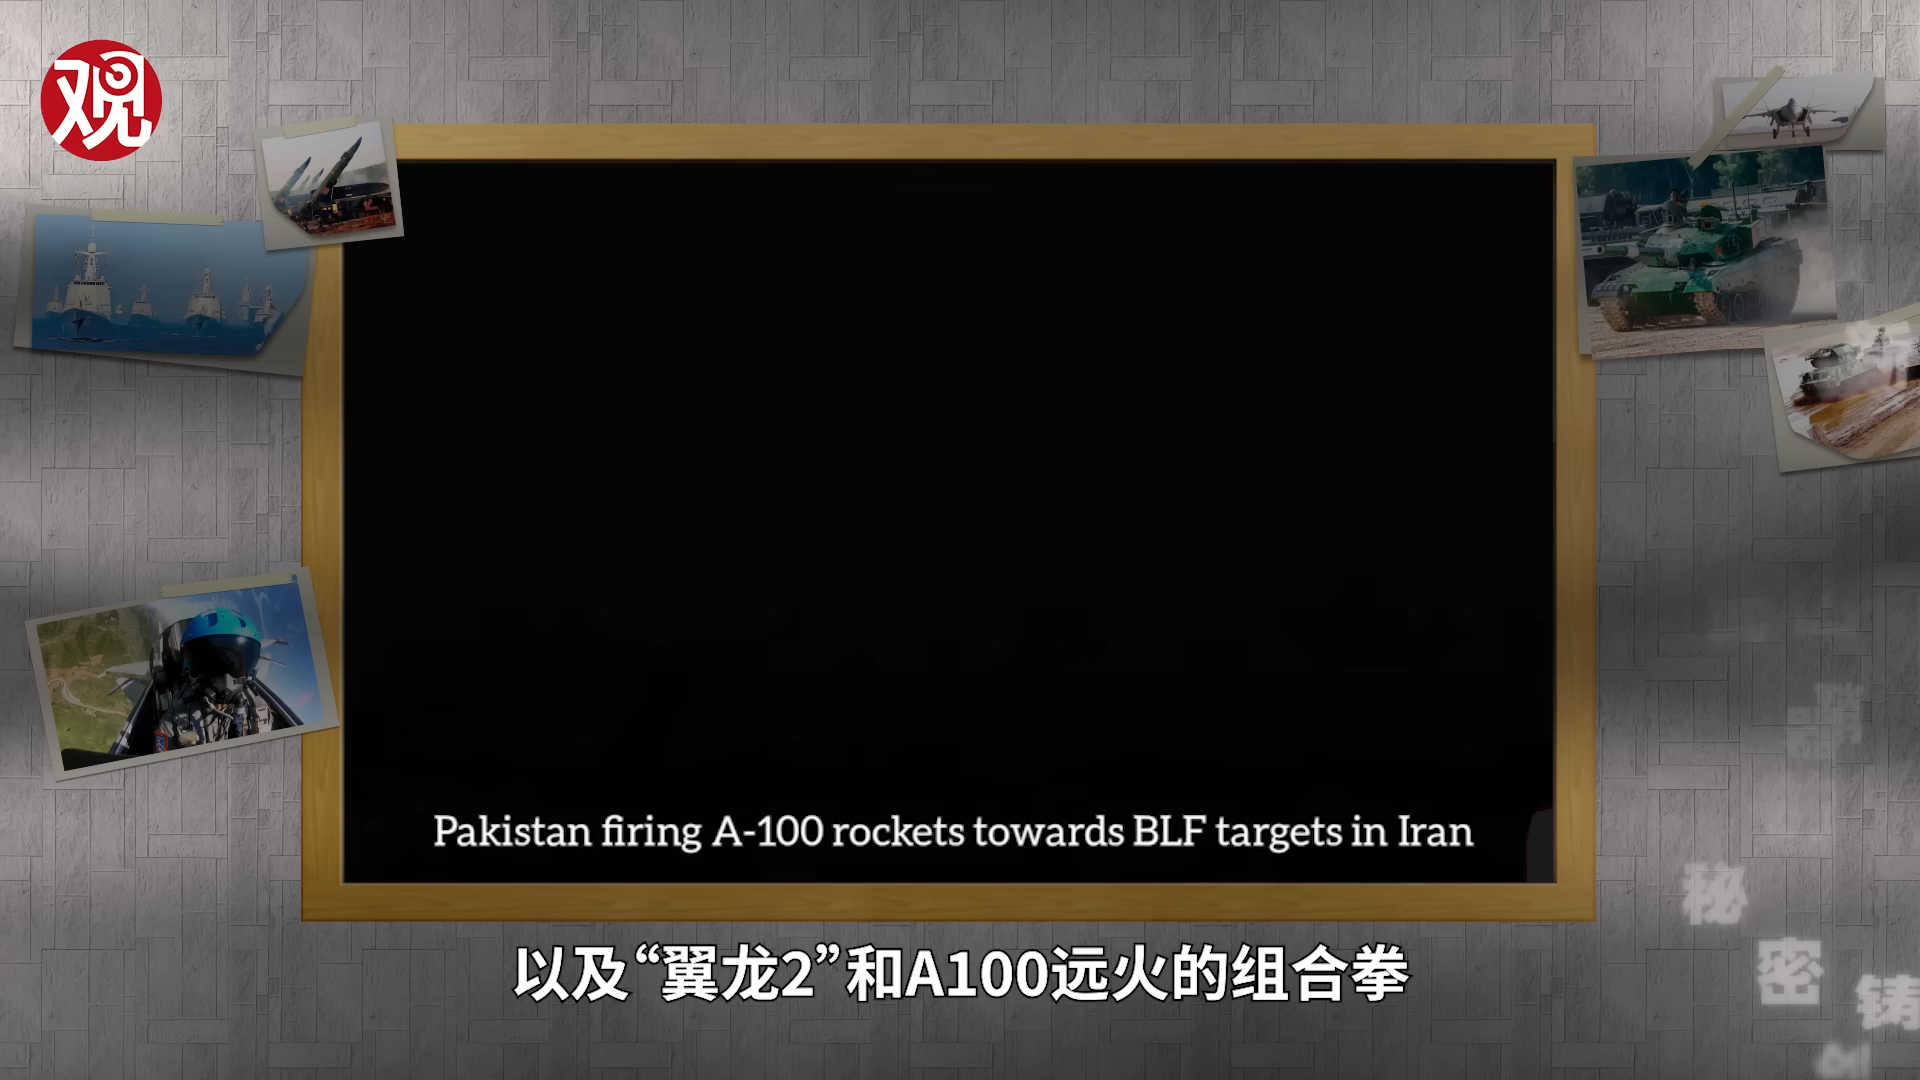 观
Pakistan firing A-100 rockets towards BLF targets in Iran
以及“翼龙2”和A100远火的组合拳
秘
密
铸